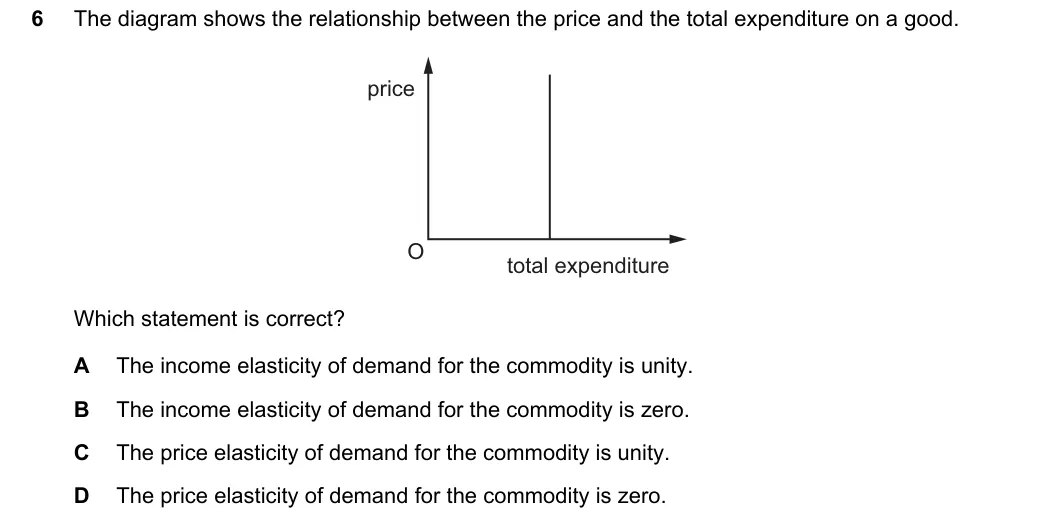 6 The diagram shows the relationship between the price and the total expenditure on a good.
price
O
total expenditure
Which statement is correct?
A The income elasticity of demand for the commodity is unity.
B The income elasticity of demand for the commodity is zero.
C The price elasticity of demand for the commodity is unity.
D The price elasticity of demand for the commodity is zero.